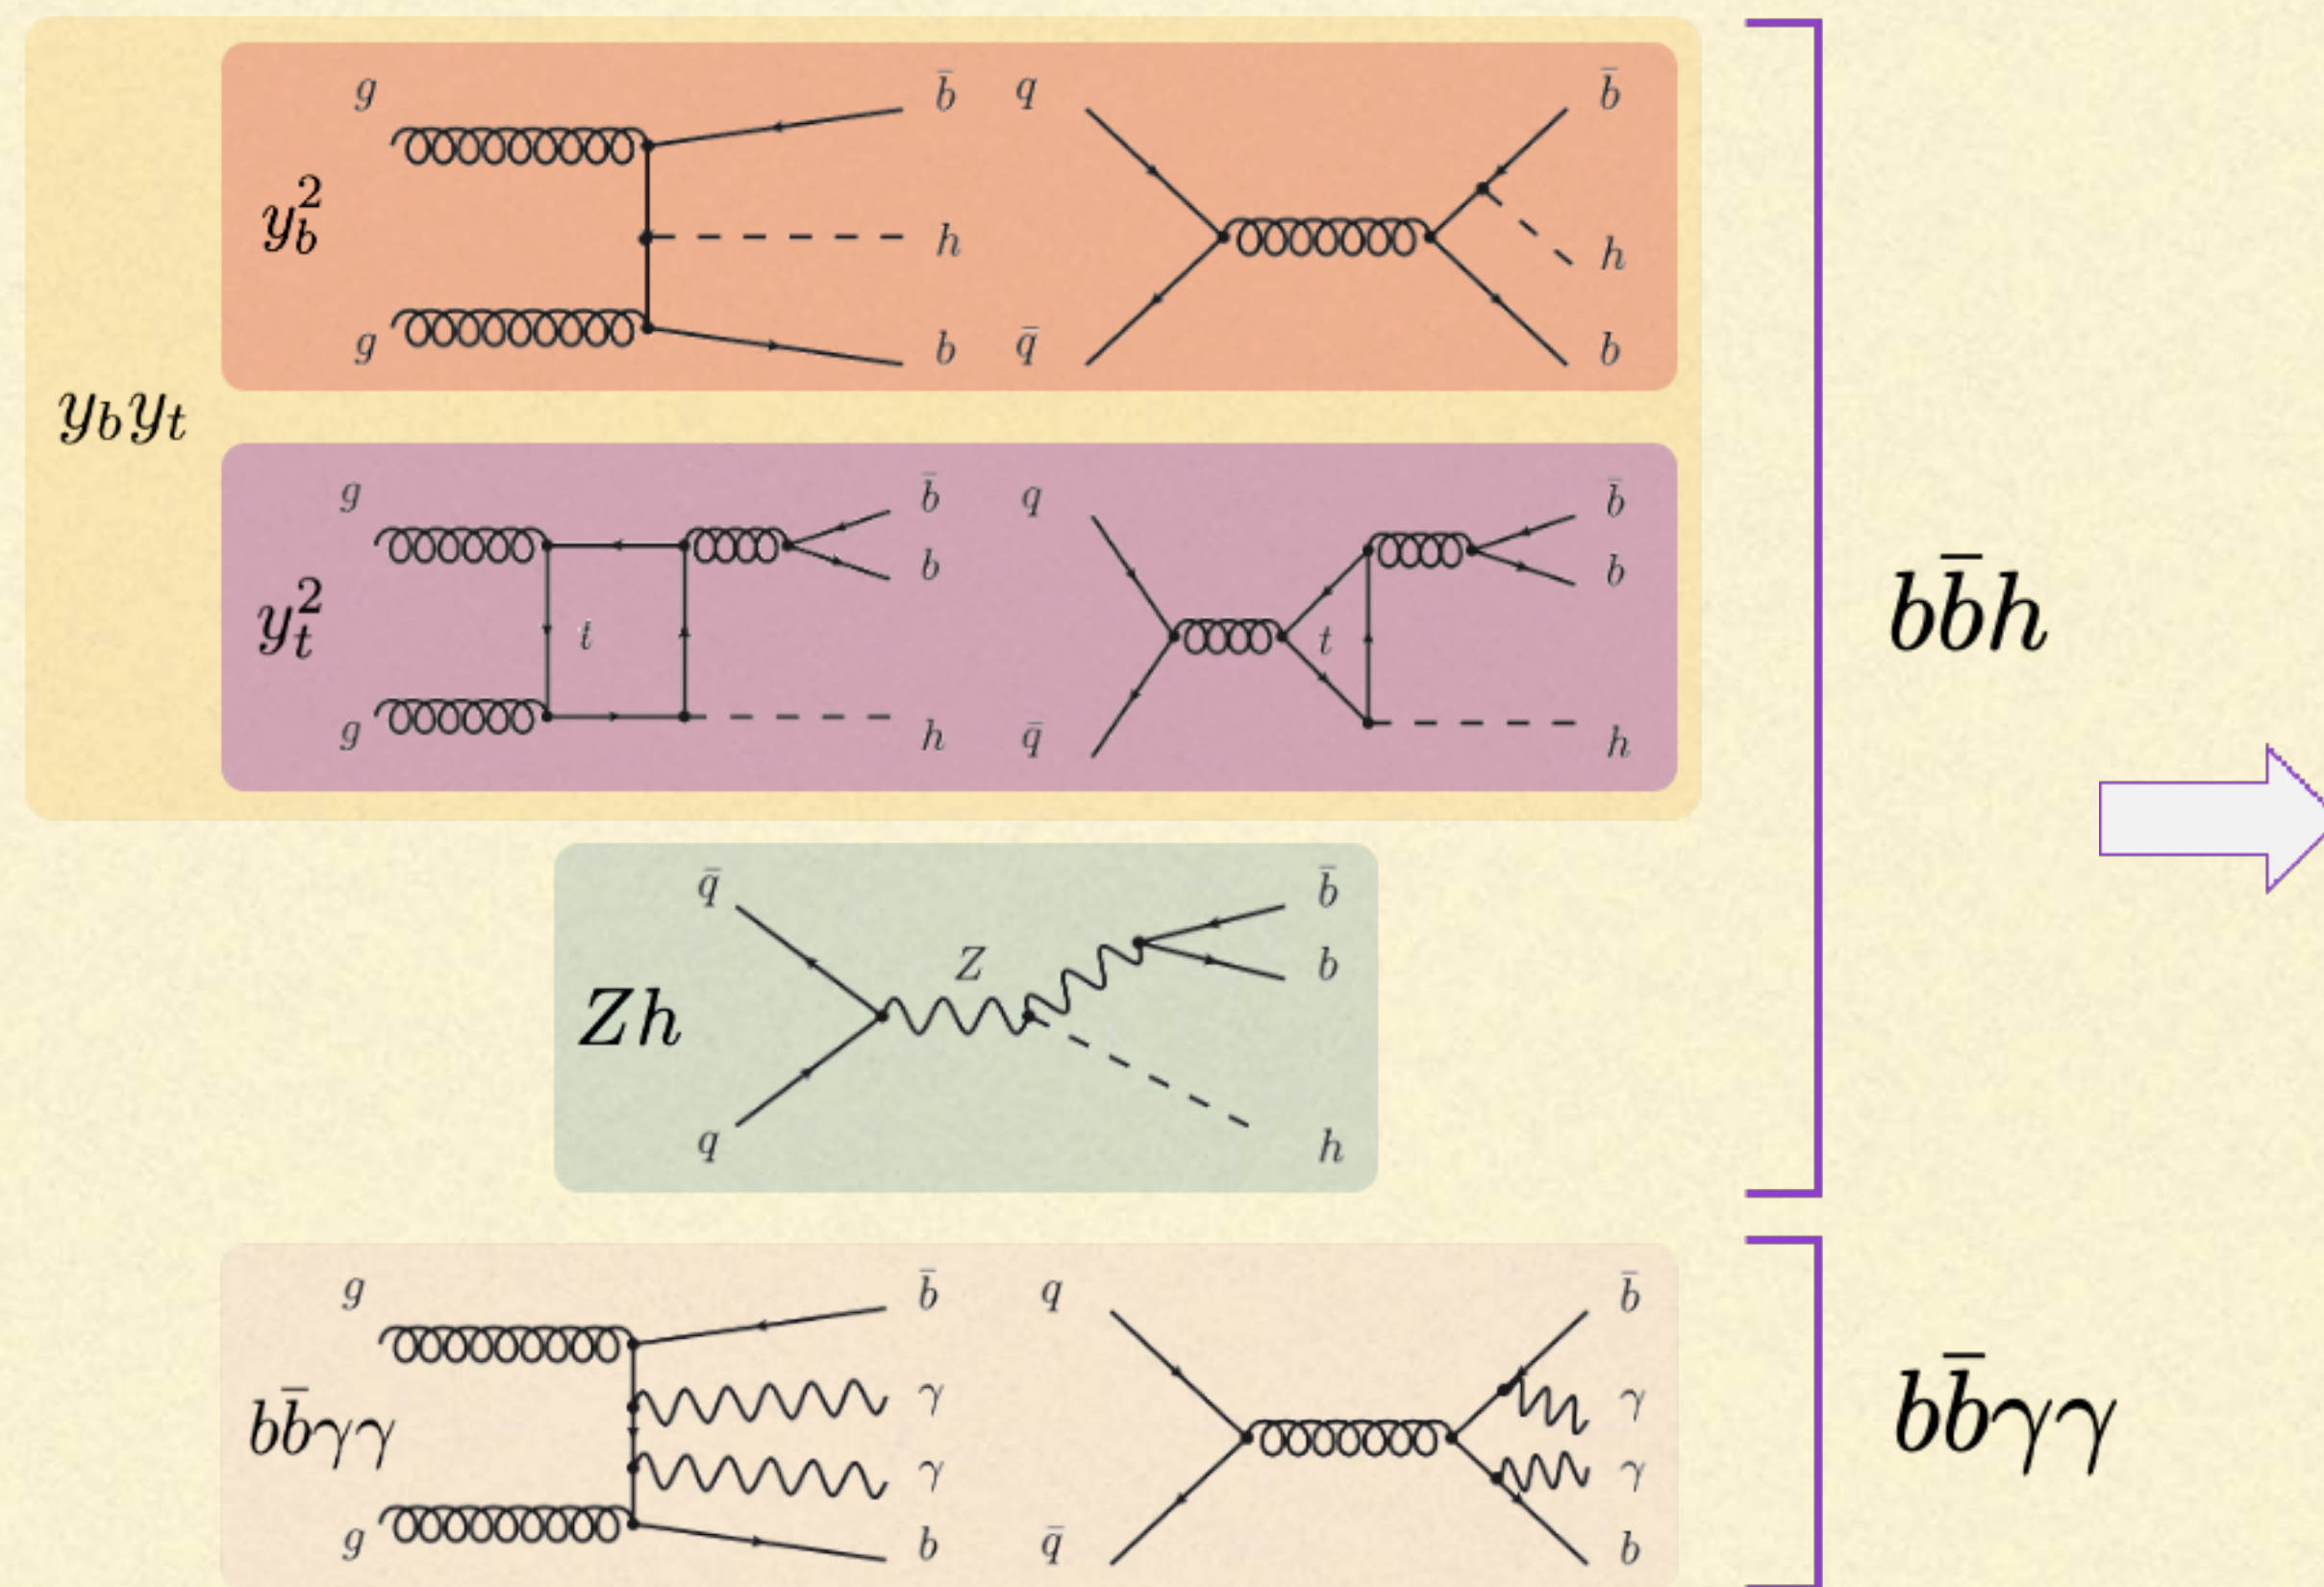 g b̄ q b̄
y_b^2 h h
g b q̄ b
y_b y_t
g b̄ q b̄
b b
y_t^2 t t
g h q̄ h
b b̄ h
q̄ b̄
Z b
Zh
q h
g b̄ q b̄
γ γ
b b̄ γγ γ γ
g b q̄ b
b b̄ γγ